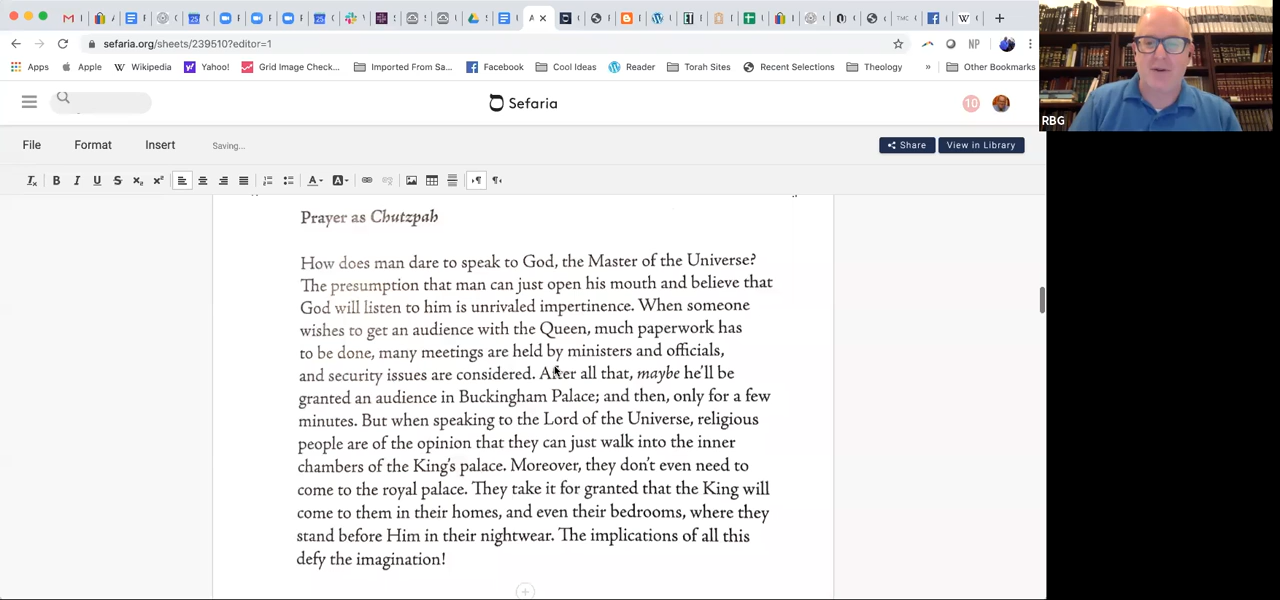 sefaria.org/sheets/239510?editor=1
NP
Apps Apple Wikipedia Yahoo! Grid Image Check... Imported From Sa... Facebook Cool Ideas Reader Torah Sites Recent Selections Theology » Other Bookmarks
RBG
Sefaria
10
File Format Insert Saving... Share View in Library
Prayer as Chutzpah
How does man dare to speak to God, the Master of the Universe?
The presumption that man can just open his mouth and believe that
God will listen to him is unrivaled impertinence. When someone
wishes to get an audience with the Queen, much paperwork has
to be done, many meetings are held by ministers and officials,
and security issues are considered. After all that, maybe he'll be
granted an audience in Buckingham Palace; and then, only for a few
minutes. But when speaking to the Lord of the Universe, religious
people are of the opinion that they can just walk into the inner
chambers of the King's palace. Moreover, they don't even need to
come to the royal palace. They take it for granted that the King will
come to them in their homes, and even their bedrooms, where they
stand before Him in their nightwear. The implications of all this
defy the imagination!